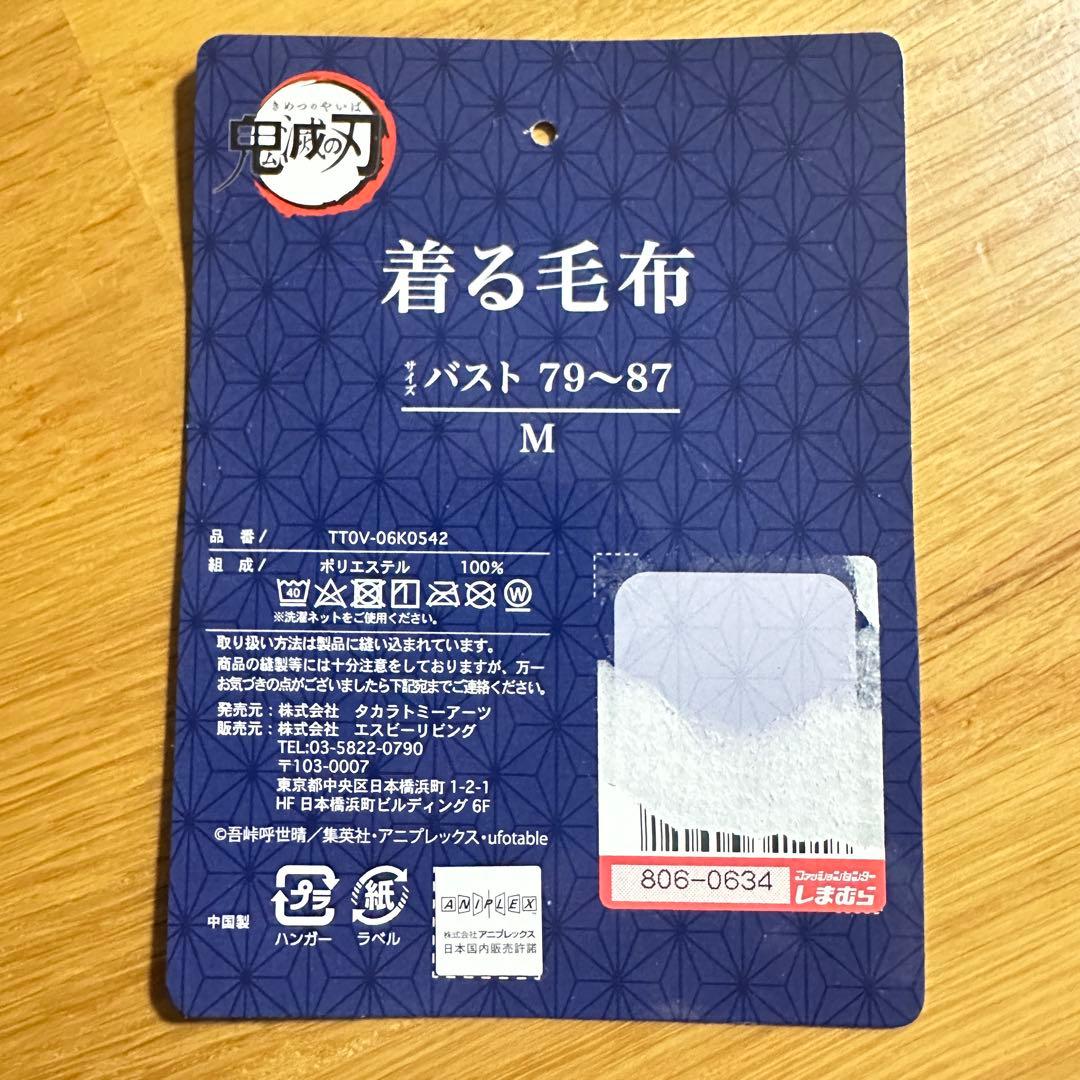 きめつのやいば
鬼滅の刃
着る毛布
サイズ バスト 79〜87
M
品 番/ TT0V-06K0542
組 成/ ポリエステル 100%
40 W
※洗濯ネットをご使用ください。
取り扱い方法は製品に縫い込まれています。
商品の縫製等には十分注意をしておりますが、万一
お気づきの点がございましたら下記宛までご連絡ください。
発売元:株式会社 タカラトミーアーツ
販売元:株式会社 エスビーリビング
TEL:03-5822-0790
〒103-0007
東京都中央区日本橋浜町 1-2-1
HF 日本橋浜町ビルディング 6F
©吾峠呼世晴/集英社・アニプレックス・ufotable
中国製
プラ
ハンガー
紙
ラベル
ANIPLEX
株式会社 アニプレックス
日本国内販売許諾
806-0634
ファッションセンター
しまむら